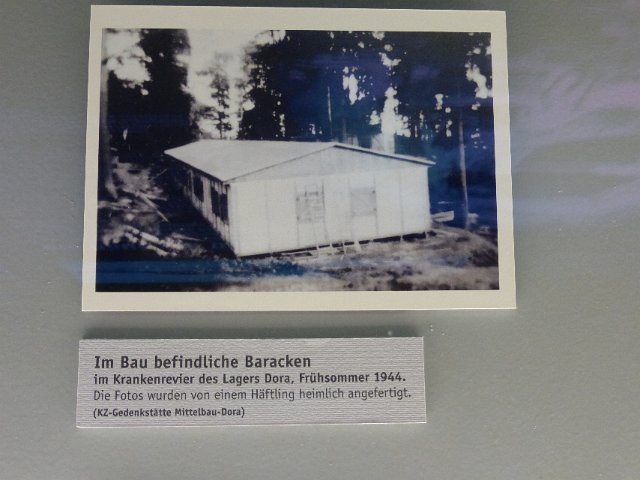 Im Bau befindliche Baracken
im Krankenrevier des Lagers Dora, Frühsommer 1944.
Die Fotos wurden von einem Häftling heimlich angefertigt.
(KZ-Gedenkstätte Mittelbau-Dora)